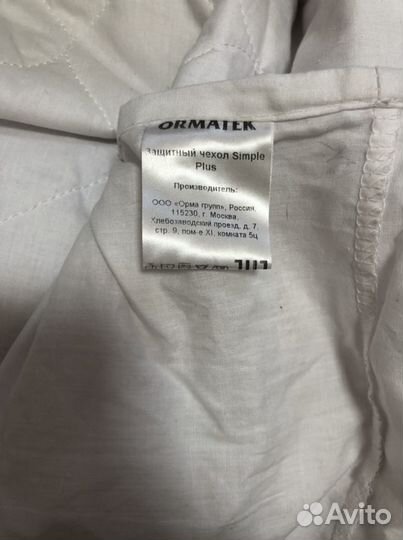 ORMATEK
Защитный чехол Simple
Plus
Производитель:
ООО «Орма групп», Россия,
115230, г. Москва,
Хлебозаводский проезд, д. 7,
стр. 9, пом-е XI, комната 5ц
Avito